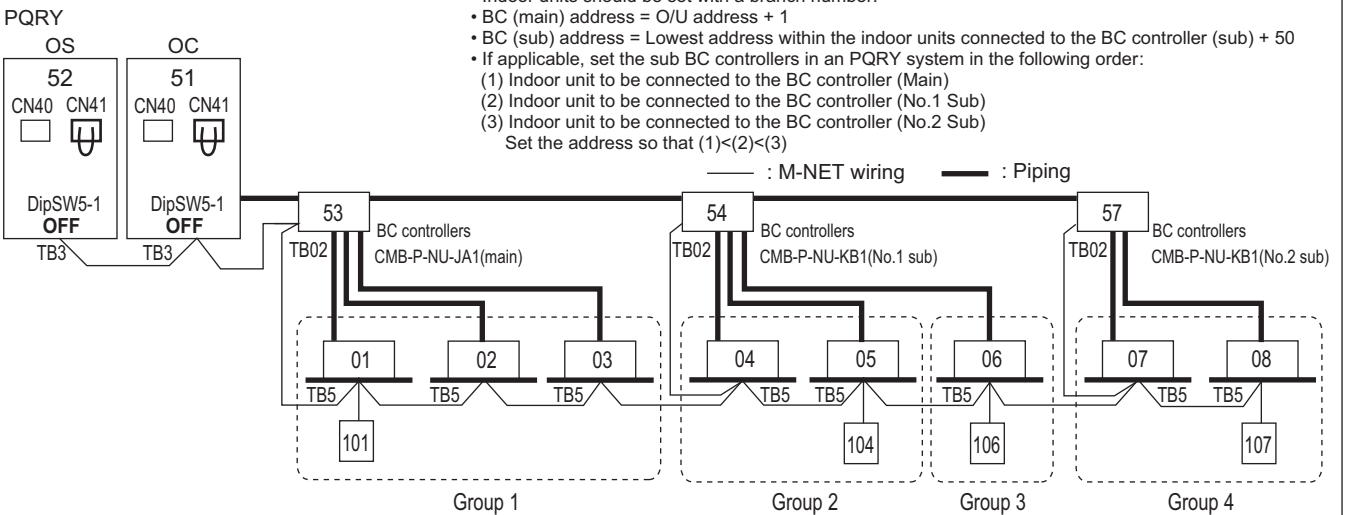 Indoor units should be set with a branch number.
• BC (main) address = O/U address + 1
• BC (sub) address = Lowest address within the indoor units connected to the BC controller (sub) + 50
• If applicable, set the sub BC controllers in an PQRY system in the following order:
(1) Indoor unit to be connected to the BC controller (Main)
(2) Indoor unit to be connected to the BC controller (No.1 Sub)
(3) Indoor unit to be connected to the BC controller (No.2 Sub)
Set the address so that (1)<(2)<(3)
PQRY
OS OC
52 51
CN40 CN41 CN40 CN41
DipSW5-1 DipSW5-1
OFF OFF
TB3 TB3
: M-NET wiring : Piping
53 54 57
TB02 BC controllers
CMB-P-NU-JA1(main)
TB02 BC controllers
CMB-P-NU-KB1(No.1 sub)
TB02 BC controllers
CMB-P-NU-KB1(No.2 sub)
01 02 03 04 05 06 07 08
TB5 TB5 TB5 TB5 TB5 TB5 TB5 TB5
101 104 106 107
Group 1 Group 2 Group 3 Group 4